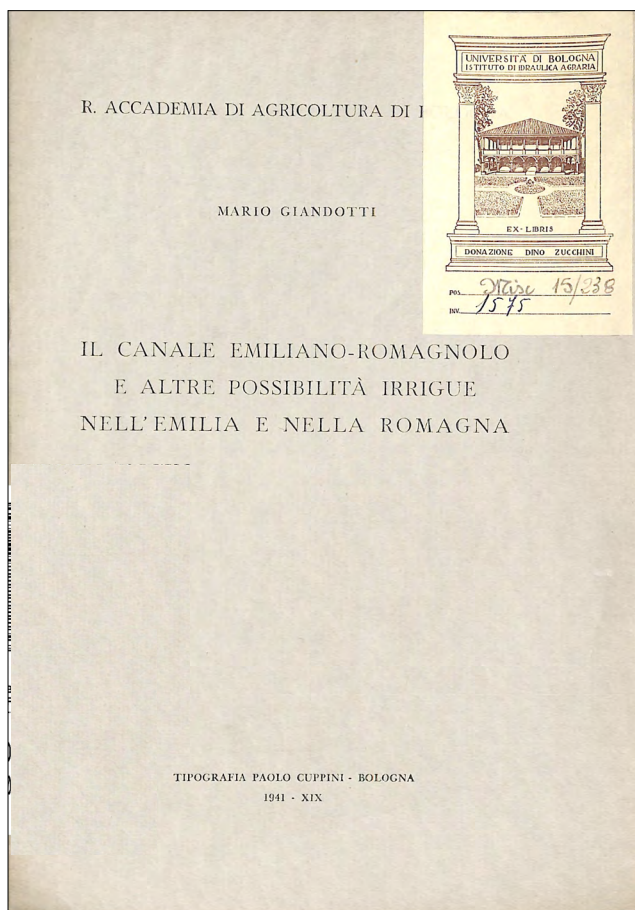 R. ACCADEMIA DI AGRICOLTURA DI
MARIO GIANDOTTI
IL CANALE EMILIANO-ROMAGNOLO
E ALTRE POSSIBILITÀ IRRIGUE
NELL'EMILIA E NELLA ROMAGNA
TIPOGRAFIA PAOLO CUPPINI - BOLOGNA
1941 - XIX
UNIVERSITÀ DI BOLOGNA
ISTITUTO DI IDRAULICA AGRARIA
EX-LIBRIS
DONAZIONE DINO ZUCCHINI
POS. Misc 15/238
INV. 1575